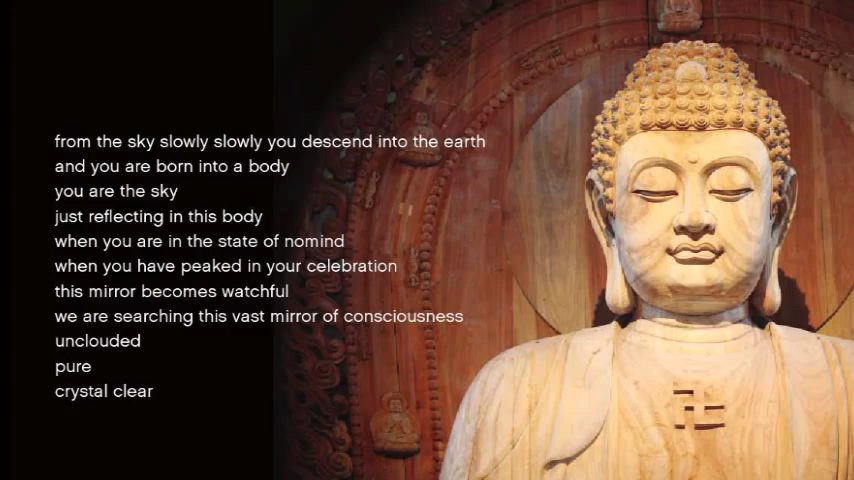 from the sky slowly slowly you descend into the earth
and you are born into a body
you are the sky
just reflecting in this body
when you are in the state of nomind
when you have peaked in your celebration
this mirror becomes watchful
we are searching this vast mirror of consciousness
unclouded
pure
crystal clear